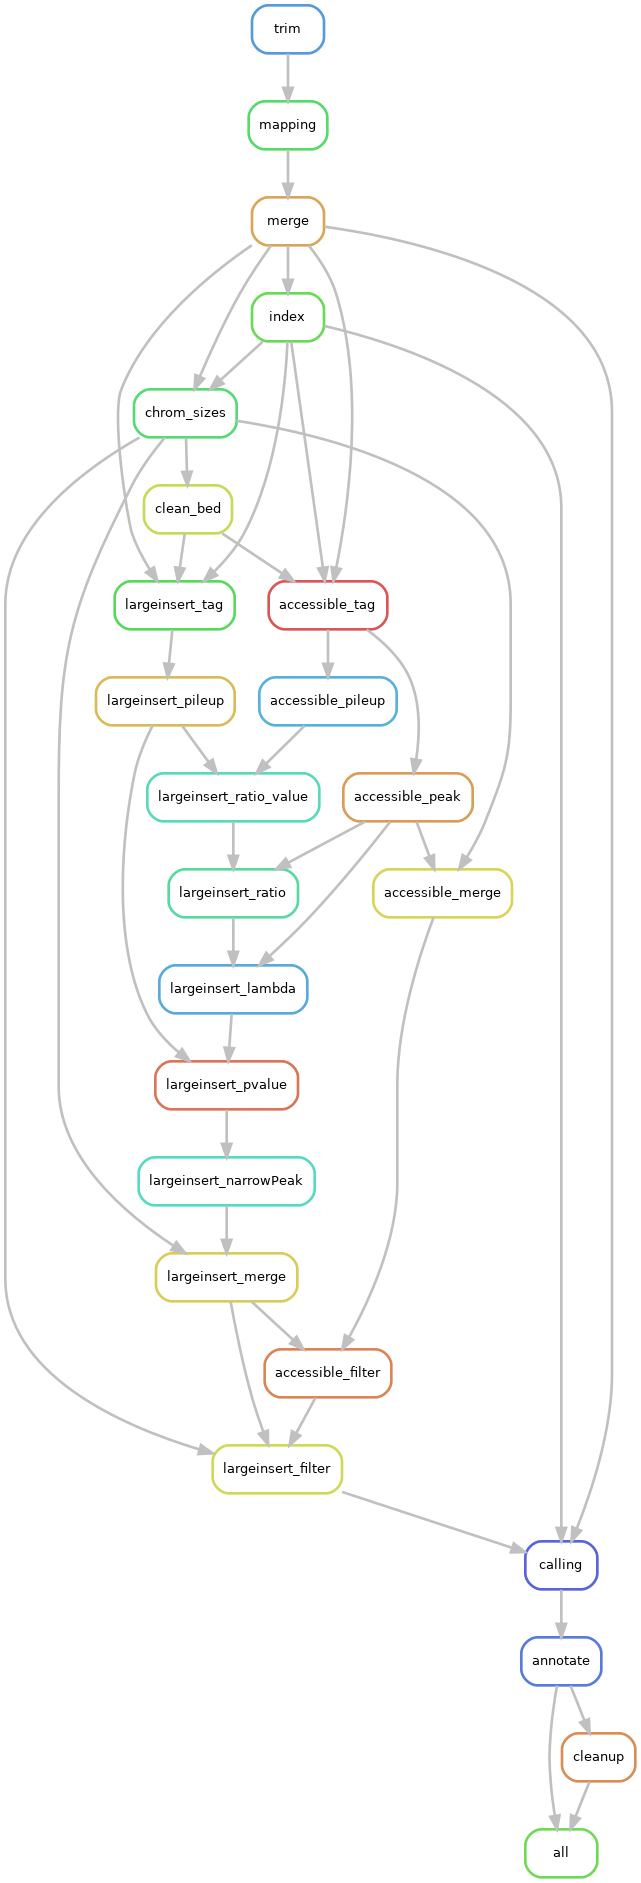 trim
mapping
merge
index
chrom_sizes
clean_bed
largeinsert_tag
accessible_tag
largeinsert_pileup
accessible_pileup
largeinsert_ratio_value
accessible_peak
largeinsert_ratio
accessible_merge
largeinsert_lambda
largeinsert_pvalue
largeinsert_narrowPeak
largeinsert_merge
accessible_filter
largeinsert_filter
calling
annotate
cleanup
all